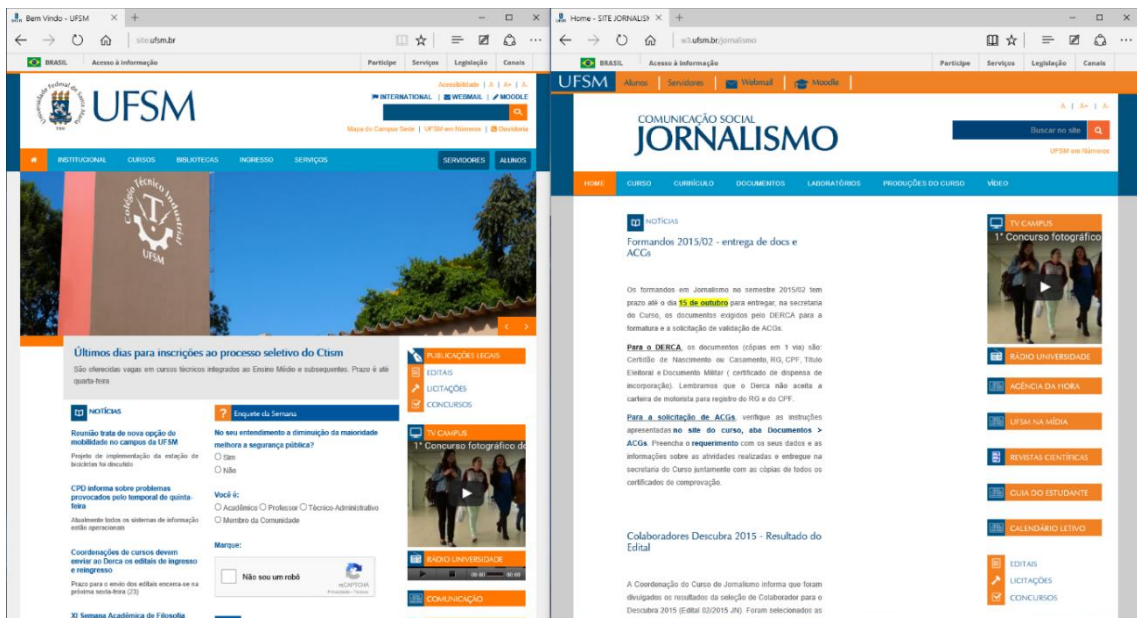 Bem Vindo - UFSM
site.ufsm.br
BRASIL
Acesso à informação
Participe
Serviços
Legislação
Canais
Universidade Federal de Santa Maria
UFSM
Acessibilidade | A | A+ | A-
INTERNATIONAL | WEBMAIL | MOODLE
Mapa do Campus Sede | UFSM em Números | Ouvidoria
INSTITUCIONAL
CURSOS
BIBLIOTECAS
INGRESSO
SERVIÇOS
SERVIDORES
ALUNOS
Colégio Técnico Industrial
UFSM
Últimos dias para inscrições ao processo seletivo do Ctism
São oferecidas vagas em cursos técnicos integrados ao Ensino Médio e subsequentes. Prazo é até
quarta-feira
NOTÍCIAS
Reunião trata de nova opção de
mobilidade no campus da UFSM
Projeto de implementação da estação de
bicicletas foi discutido
CPD informa sobre problemas
provocados pelo temporal de quinta-
feira
Atualmente todos os sistemas de informação
estão operacionais
Coordenações de cursos devem
enviar ao Derca os editais de ingresso
e reingresso
Prazo para o envio dos editais encerra-se na
próxima sexta-feira (23)
XI Semana Acadêmica de Filosofia
Enquete da Semana
No seu entendimento a diminuição da maioridade
melhora a segurança pública?
Sim
Não
Você é:
Acadêmico Professor Técnico-Administrativo
Membro da Comunidade
Marque:
Não sou um robô
reCAPTCHA
Privacidade - Termos
PUBLICAÇÕES LEGAIS
EDITAIS
LICITAÇÕES
CONCURSOS
TV CAMPUS
1° Concurso fotográfico do
RÁDIO UNIVERSIDADE
00:00
00:00
COMUNICAÇÃO
Home - SITE JORNALISM
w3.ufsm.br/jornalismo
BRASIL
Acesso à informação
Participe
Serviços
Legislação
Canais
UFSM
Alunos
Servidores
Webmail
Moodle
COMUNICAÇÃO SOCIAL
JORNALISMO
A | A+ | A-
Buscar no site
UFSM em Números
HOME
CURSO
CURRÍCULO
DOCUMENTOS
LABORATÓRIOS
PRODUÇÕES DO CURSO
VÍDEO
NOTÍCIAS
Formandos 2015/02 - entrega de docs e
ACGs
Os formandos em Jornalismo no semestre 2015/02 tem
prazo até o dia 15 de outubro para entregar, na secretaria
do Curso, os documentos exigidos pelo DERCA para a
formatura e a solicitação de validação de ACGs.
Para o DERCA, os documentos (cópias em 1 via) são:
Certidão de Nascimento ou Casamento, RG, CPF, Título
Eleitoral e Documento Militar ( certificado de dispensa de
incorporação). Lembramos que o Derca não aceita a
carteira de motorista para registro do RG e do CPF.
Para a solicitação de ACGs, verifique as instruções
apresentadas no site do curso, aba Documentos >
ACGs. Preencha o requerimento com os seus dados e as
informações sobre as atividades realizadas e entregue na
secretaria do Curso juntamente com as cópias de todos os
certificados de comprovação.
Colaboradores Descubra 2015 - Resultado do
Edital
A Coordenação do Curso de Jornalismo informa que foram
divulgados os resultados da seleção de Colaborador para o
Descubra 2015 (Edital 02/2015 JN). Foram selecionados as
TV CAMPUS
1° Concurso fotográfico
RÁDIO UNIVERSIDADE
AGÊNCIA DA HORA
UFSM NA MÍDIA
REVISTAS CIENTÍFICAS
GUIA DO ESTUDANTE
CALENDÁRIO LETIVO
EDITAIS
LICITAÇÕES
CONCURSOS